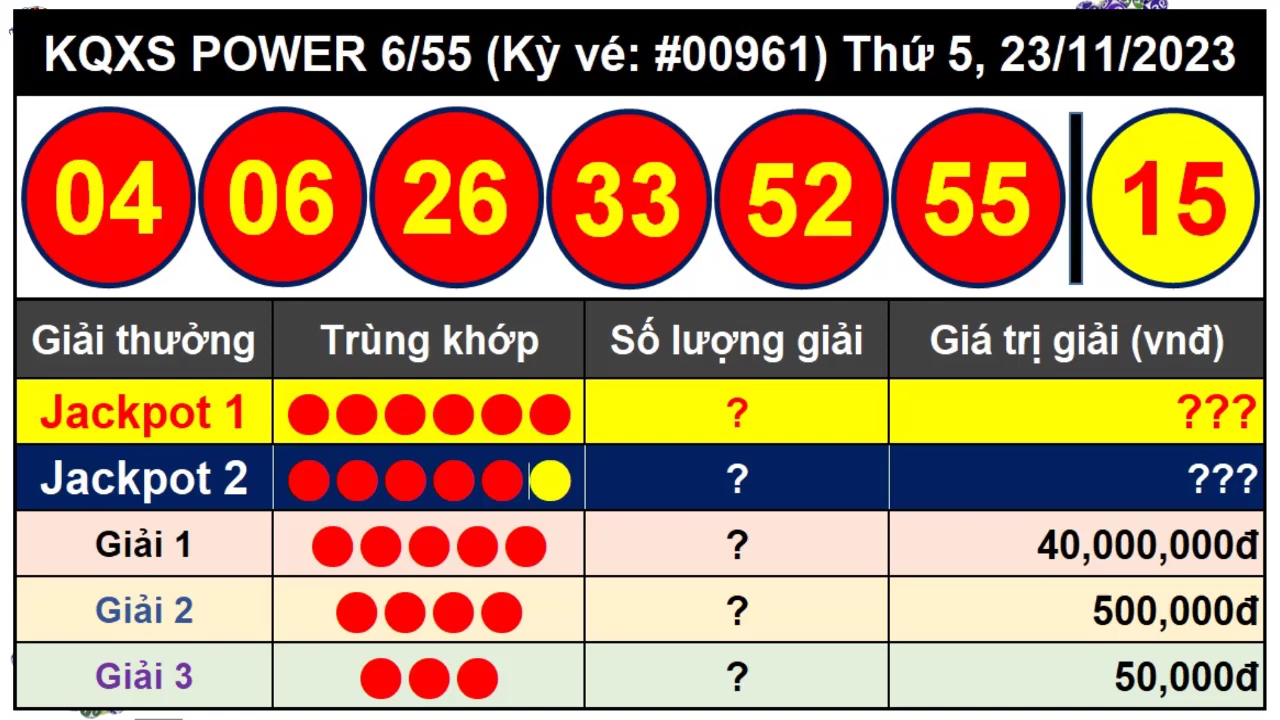 KQXS POWER 6/55 (Kỳ vé: #00961) Thứ 5, 23/11/2023
04 06 26 33 52 55 15
Giải thưởng Trùng khớp Số lượng giải Giá trị giải (vnđ)
Jackpot 1 ? ???
Jackpot 2 ? ???
Giải 1 ? 40,000,000đ
Giải 2 ? 500,000đ
Giải 3 ? 50,000đ